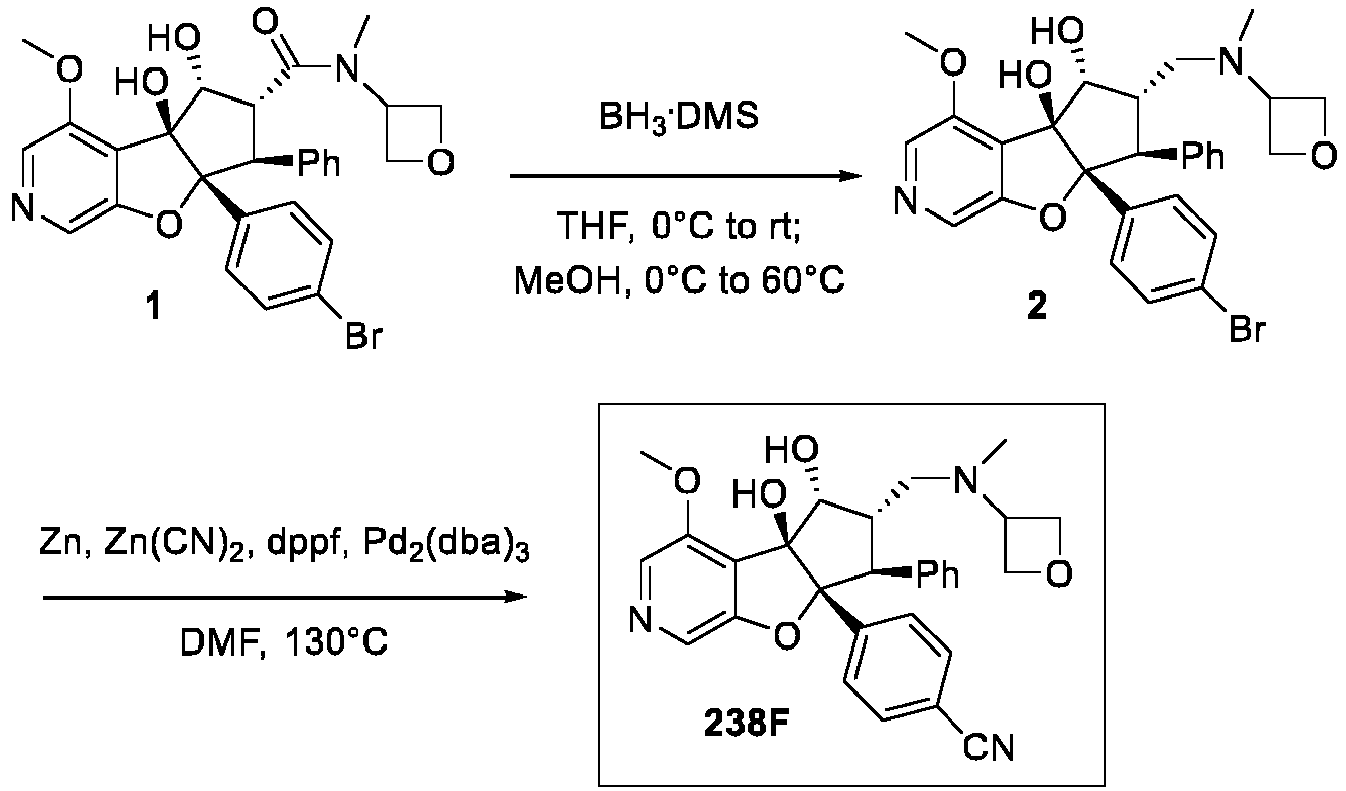 HO
O
N
O
HO
Ph
O
N
O
Br
1
BH₃·DMS
THF, 0°C to rt;
MeOH, 0°C to 60°C
HO
O
HO
N
Ph
O
N
O
Br
2
Zn, Zn(CN)₂, dppf, Pd₂(dba)₃
DMF, 130°C
HO
O
HO
N
Ph
O
N
O
CN
238F